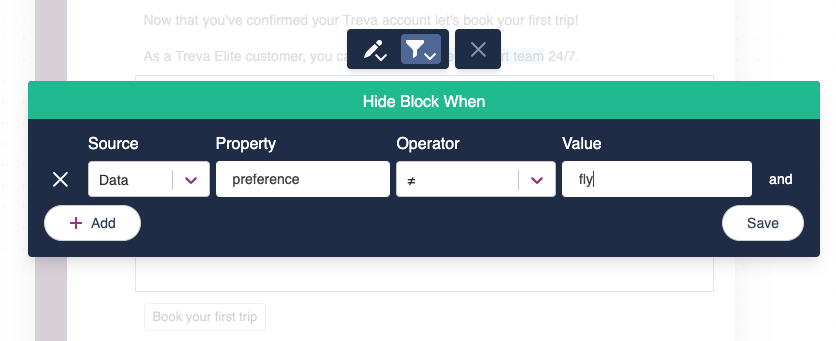 Now that you've confirmed your Treva account let's book your first trip!
As a Treva Elite customer, you ca rt team 24/7.
Hide Block When
Source Property Operator Value
Data preference ≠ fly and
+ Add Save
Book your first trip